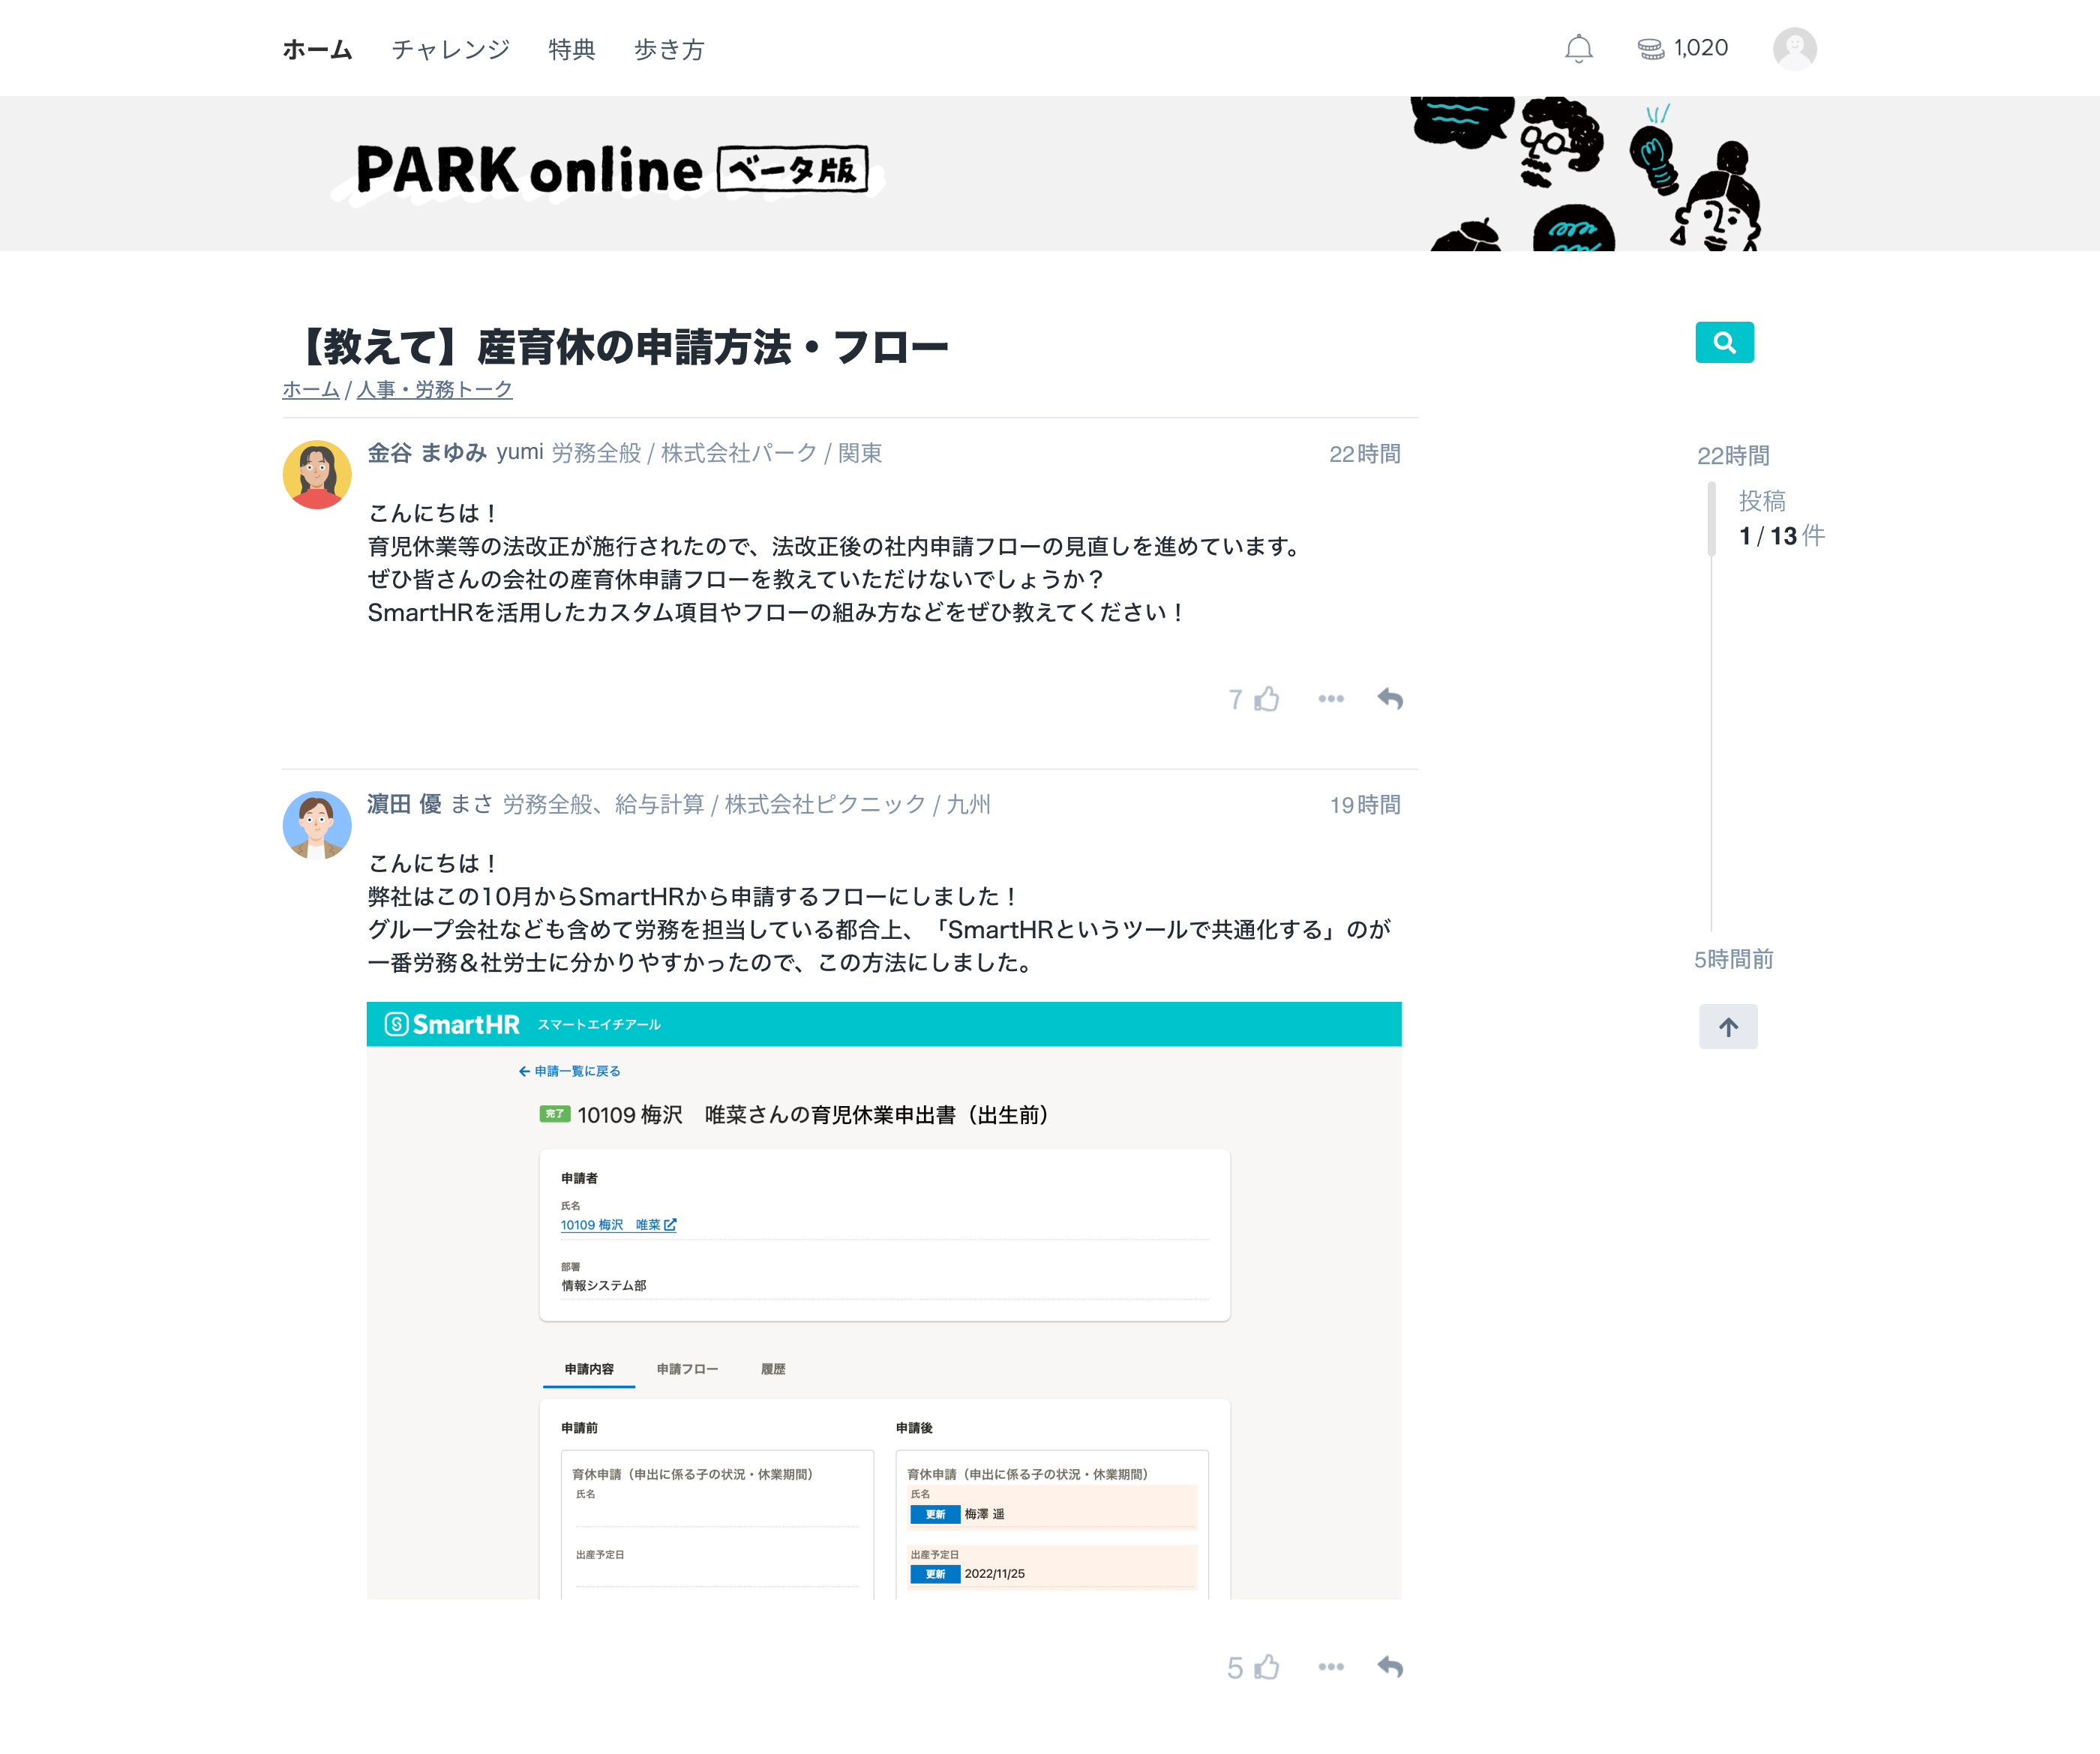 ホーム チャレンジ 特典 歩き方 1,020
PARK online ベータ版
【教えて】産育休の申請方法・フロー
ホーム / 人事・労務トーク
金谷 まゆみ yumi 労務全般 / 株式会社パーク / 関東 22時間
こんにちは！
育児休業等の法改正が施行されたので、法改正後の社内申請フローの見直しを進めています。
ぜひ皆さんの会社の産育休申請フローを教えていただけないでしょうか？
SmartHRを活用したカスタム項目やフローの組み方などをぜひ教えてください！
7
22時間
投稿
1 / 13 件
5時間前
濵田 優 まさ 労務全般、給与計算 / 株式会社ピクニック / 九州 19時間
こんにちは！
弊社はこの10月からSmartHRから申請するフローにしました！
グループ会社なども含めて労務を担当している都合上、「SmartHRというツールで共通化する」のが
一番労務＆社労士に分かりやすかったので、この方法にしました。
SmartHR スマートエイチアール
申請一覧に戻る
完了 10109 梅沢　唯菜さんの育児休業申出書（出生前）
申請者
氏名
10109 梅沢　唯菜
部署
情報システム部
申請内容 申請フロー 履歴
申請前
育休申請（申出に係る子の状況・休業期間）
氏名
出産予定日
申請後
育休申請（申出に係る子の状況・休業期間）
氏名
更新 梅澤 遥
出産予定日
更新 2022/11/25
5